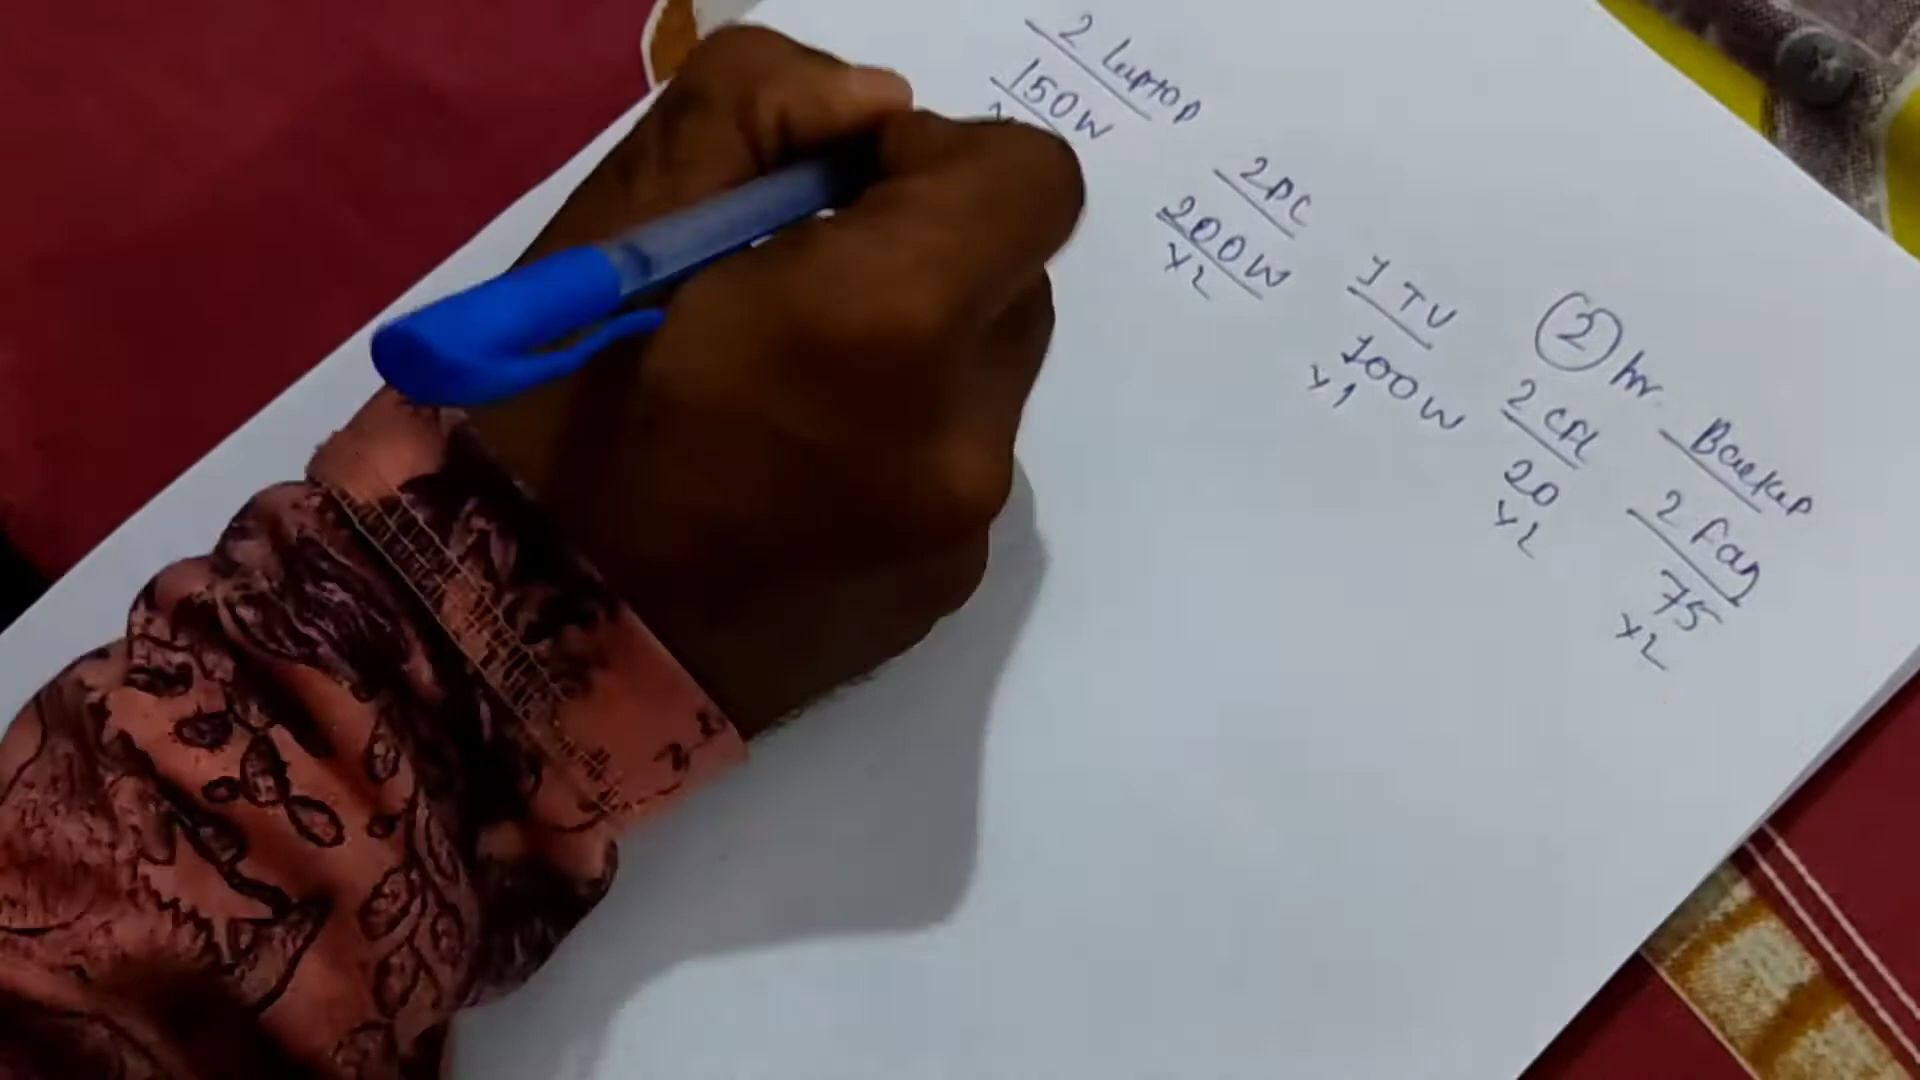 2 Laptop
150W
2 PC
200W
x2
1 TV
100W
x1
2 hr. Backup
2 CFL
20
x2
2 Fan
75
x2